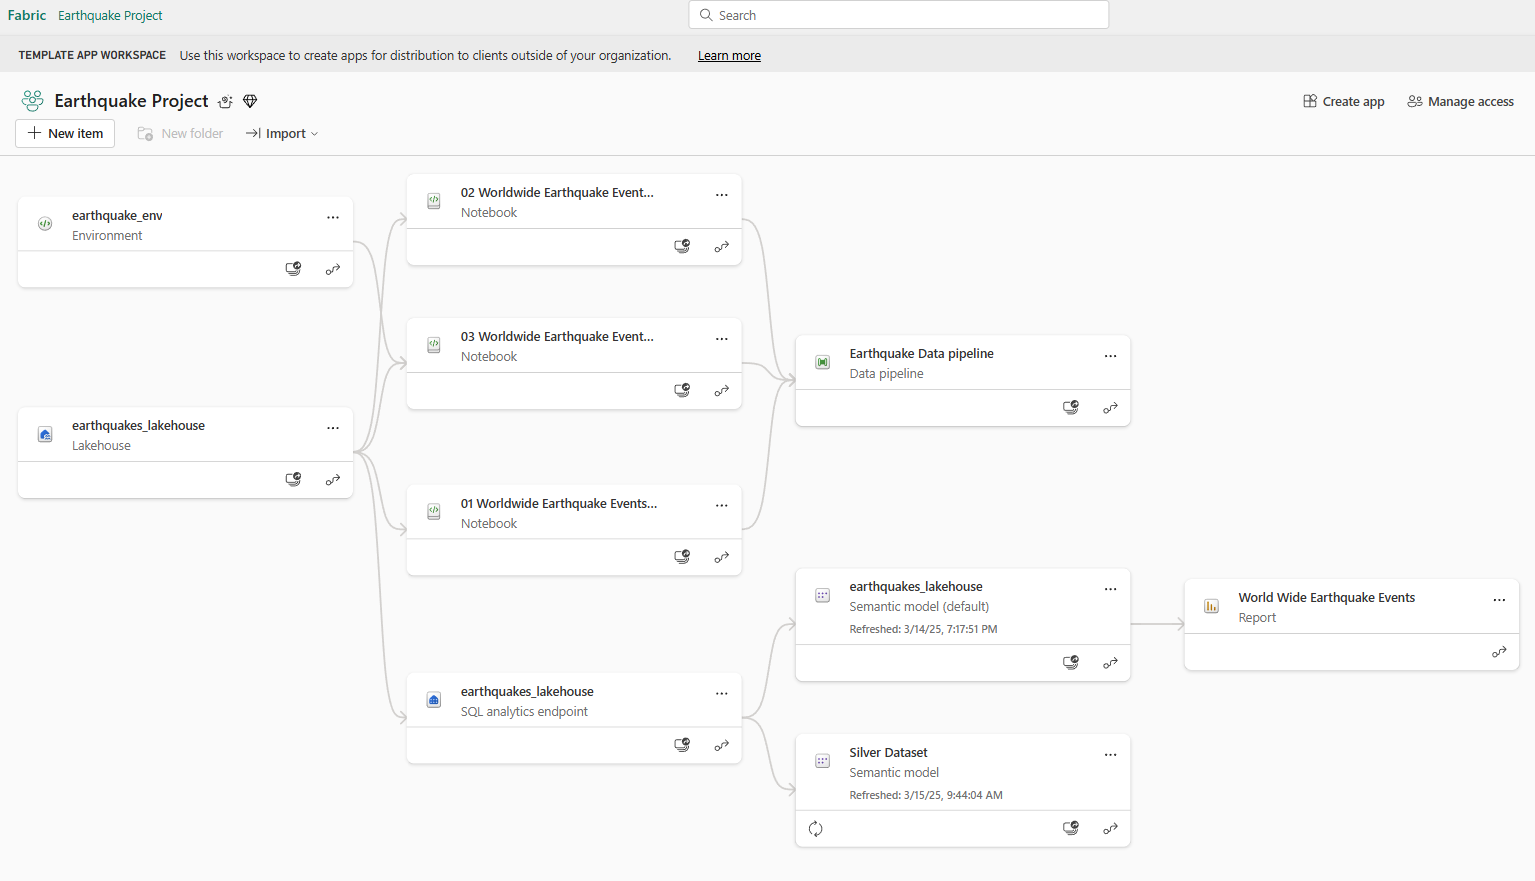 Fabric Earthquake Project
Search
TEMPLATE APP WORKSPACE Use this workspace to create apps for distribution to clients outside of your organization. Learn more
Earthquake Project
Create app
Manage access
New item
New folder
Import
earthquake_env
Environment
earthquakes_lakehouse
Lakehouse
02 Worldwide Earthquake Event...
Notebook
03 Worldwide Earthquake Event...
Notebook
01 Worldwide Earthquake Events...
Notebook
earthquakes_lakehouse
SQL analytics endpoint
Earthquake Data pipeline
Data pipeline
earthquakes_lakehouse
Semantic model (default)
Refreshed: 3/14/25, 7:17:51 PM
Silver Dataset
Semantic model
Refreshed: 3/15/25, 9:44:04 AM
World Wide Earthquake Events
Report